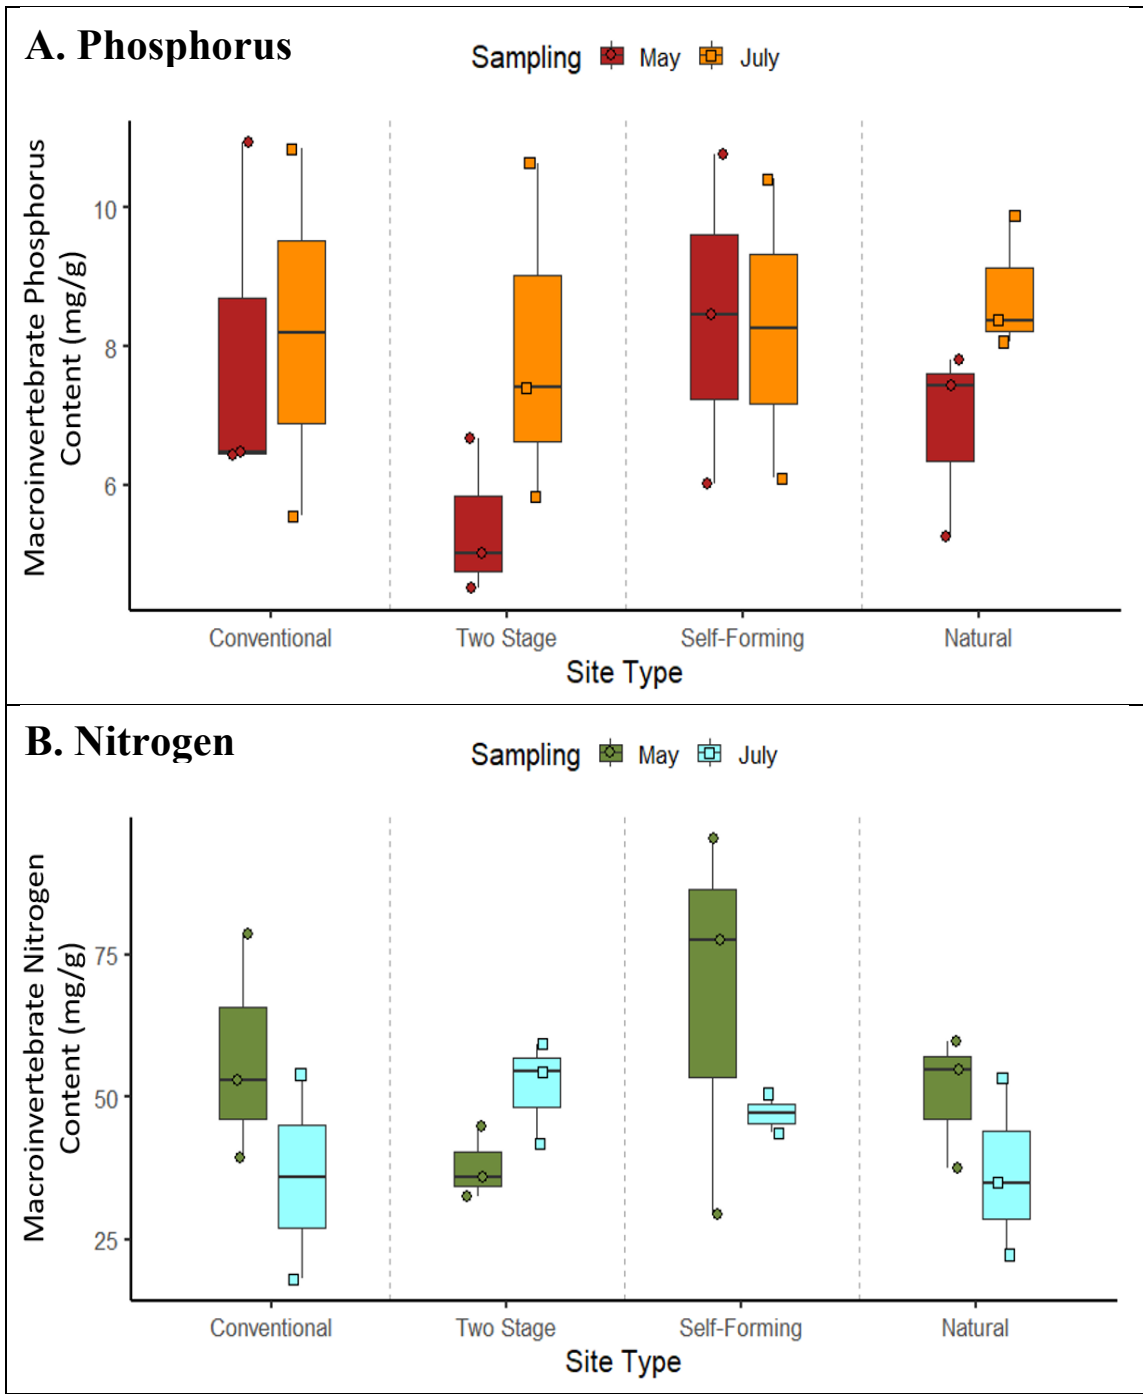 A. Phosphorus
Sampling May July
Macroinvertebrate Phosphorus
Content (mg/g)
10
8
6
Conventional Two Stage Self-Forming Natural
Site Type
B. Nitrogen
Sampling May July
Macroinvertebrate Nitrogen
Content (mg/g)
75
50
25
Conventional Two Stage Self-Forming Natural
Site Type